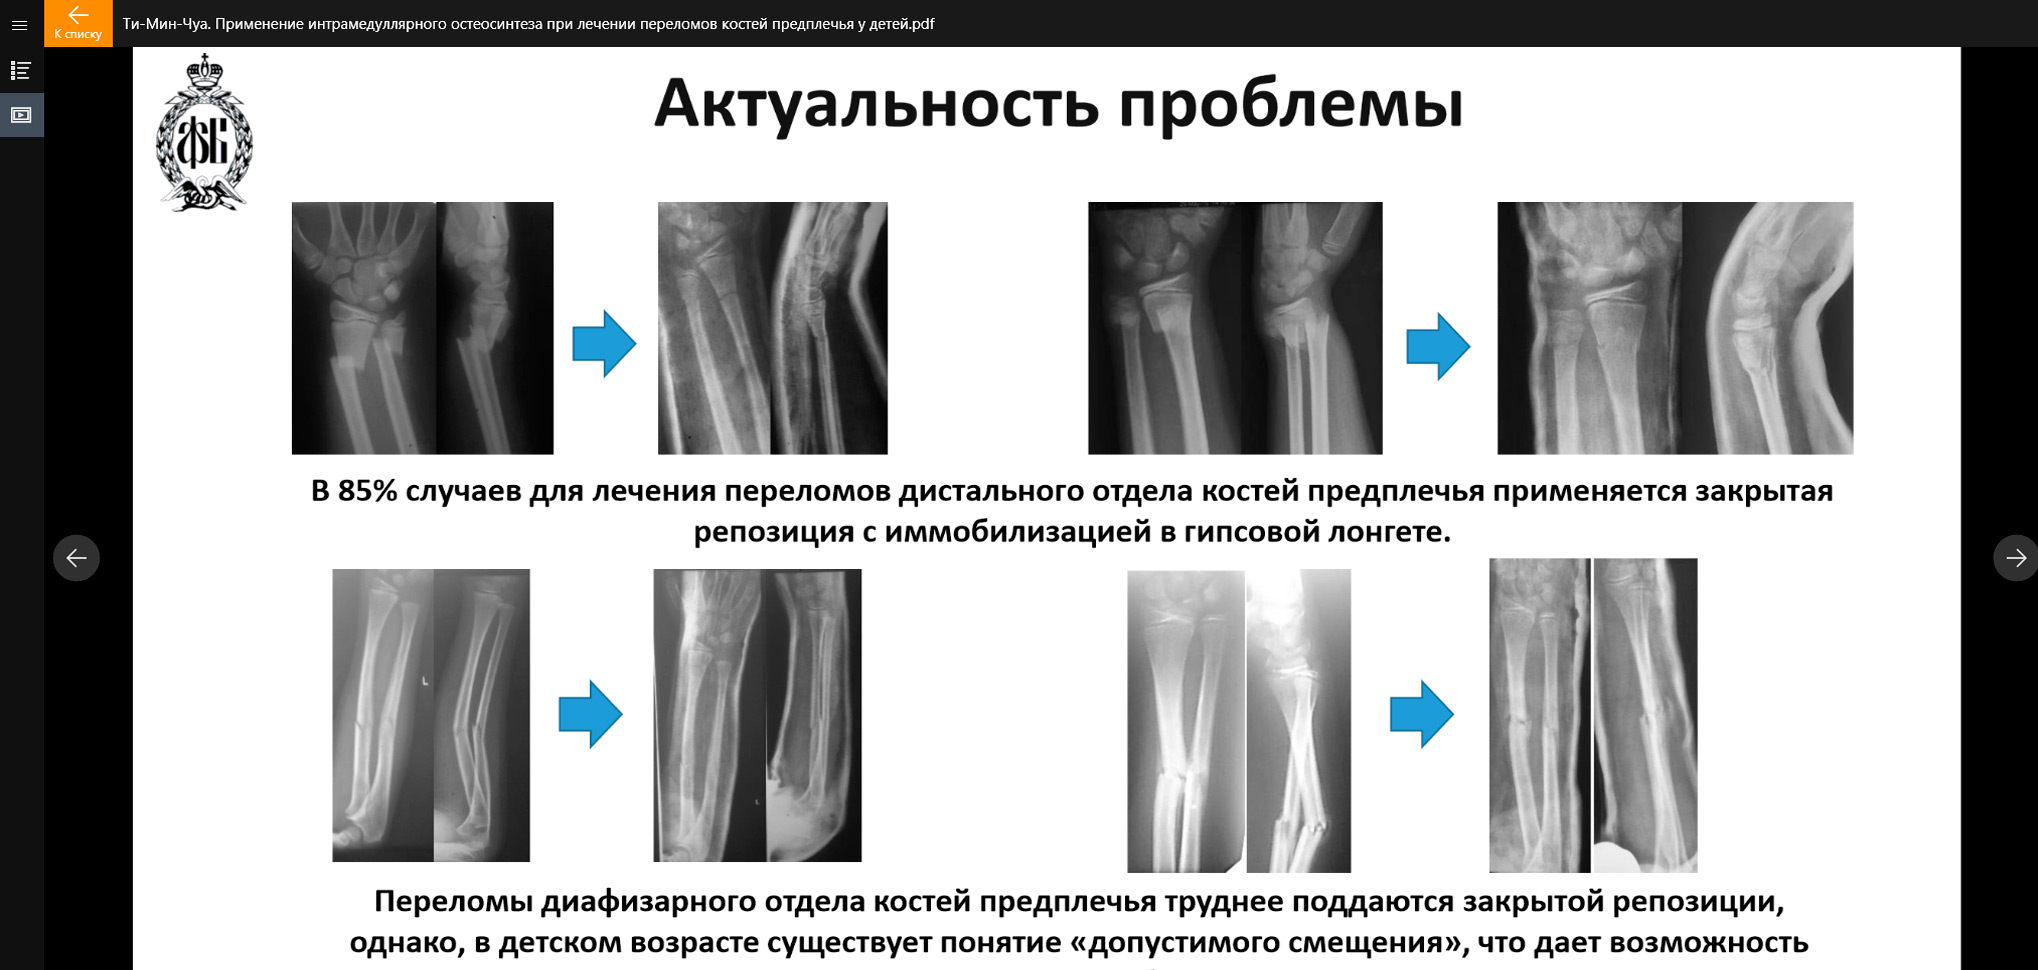 К списку
Ти-Мин-Чуа. Применение интрамедуллярного остеосинтеза при лечении переломов костей предплечья у детей.pdf
Актуальность проблемы
В 85% случаев для лечения переломов дистального отдела костей предплечья применяется закрытая
репозиция с иммобилизацией в гипсовой лонгете.
L
L
Переломы диафизарного отдела костей предплечья труднее поддаются закрытой репозиции,
однако, в детском возрасте существует понятие «допустимого смещения», что дает возможность